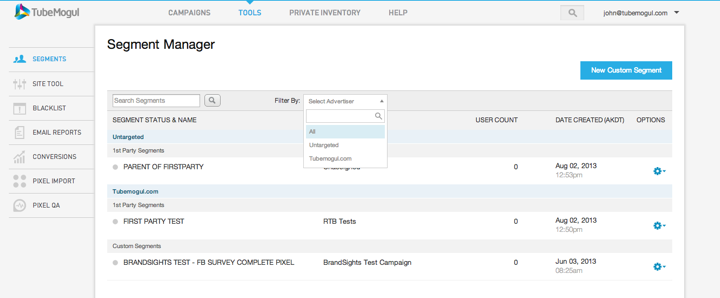 TubeMogul
CAMPAIGNS TOOLS PRIVATE INVENTORY HELP
john@tubemogul.com
SEGMENTS
SITE TOOL
BLACKLIST
EMAIL REPORTS
CONVERSIONS
PIXEL IMPORT
PIXEL QA
Segment Manager
New Custom Segment
Search Segments
Filter By: Select Advertiser
All
Untargeted
Tubemogul.com
SEGMENT STATUS & NAME USER COUNT DATE CREATED (AKDT) OPTIONS
Untargeted
1st Party Segments
PARENT OF FIRSTPARTY 0 Aug 02, 2013
12:53pm
Tubemogul.com
1st Party Segments
FIRST PARTY TEST RTB Tests 0 Aug 02, 2013
12:50pm
Custom Segments
BRANDSIGHTS TEST - FB SURVEY COMPLETE PIXEL BrandSights Test Campaign 0 Jun 03, 2013
08:25am